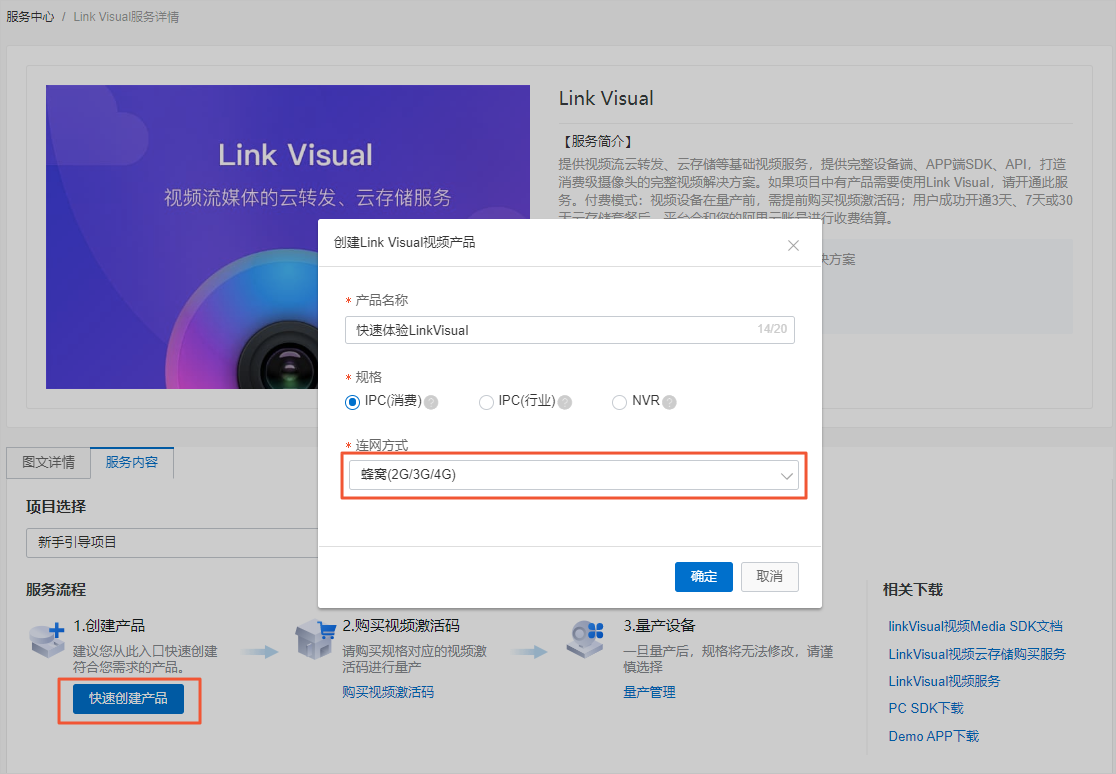 服务中心 / Link Visual服务详情
Link Visual
视频流媒体的云转发、云存储服务
Link Visual
【服务简介】
提供视频流云转发、云存储等基础视频服务，提供完整设备端、APP端SDK、API，打造
消费级摄像头的完整视频解决方案。如果项目中有产品需要使用Link Visual，请开通此服
务。付费模式：视频设备在量产前，需提前购买视频激活码；用户成功开通3天、7天或30
天云存储套餐后，平台会和您的阿里云账号进行收费结算。
决方案
创建Link Visual视频产品
* 产品名称
快速体验LinkVisual 14/20
* 规格
IPC(消费) ? IPC(行业) ? NVR ?
* 连网方式
蜂窝(2G/3G/4G)
确定 取消
图文详情 服务内容
项目选择
新手引导项目
服务流程
1.创建产品
建议您从此入口快速创建
符合您需求的产品。
快速创建产品
2.购买视频激活码
请购买规格对应的视频激
活码进行量产
购买视频激活码
3.量产设备
一旦量产后，规格将无法修改，请谨
慎选择
量产管理
相关下载
linkVisual视频Media SDK文档
LinkVisual视频云存储购买服务
LinkVisual视频服务
PC SDK下载
Demo APP下载